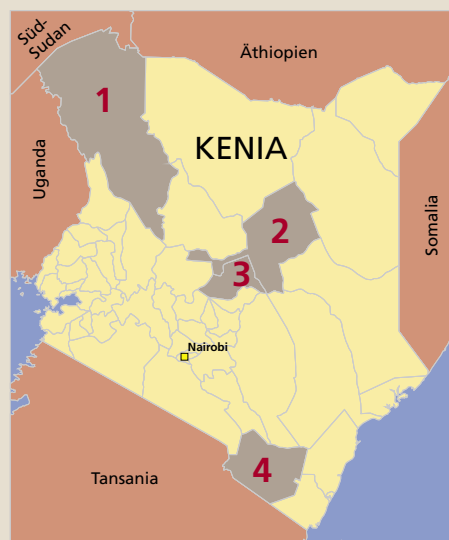 Süd-
Sudan
Äthiopien
1
KENIA
Uganda
Somalia
2
3
Nairobi
4
Tansania